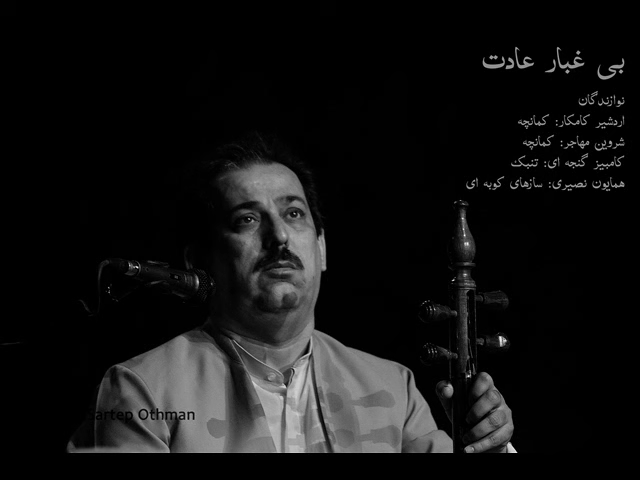 بی غبار عادت
نوازندگان
اردشیر کامکار: کمانچه
شروین مهاجر: کمانچه
کامبیز گنجه ای: تنبک
همایون نصیری: سازهای کوبه ای
Othman